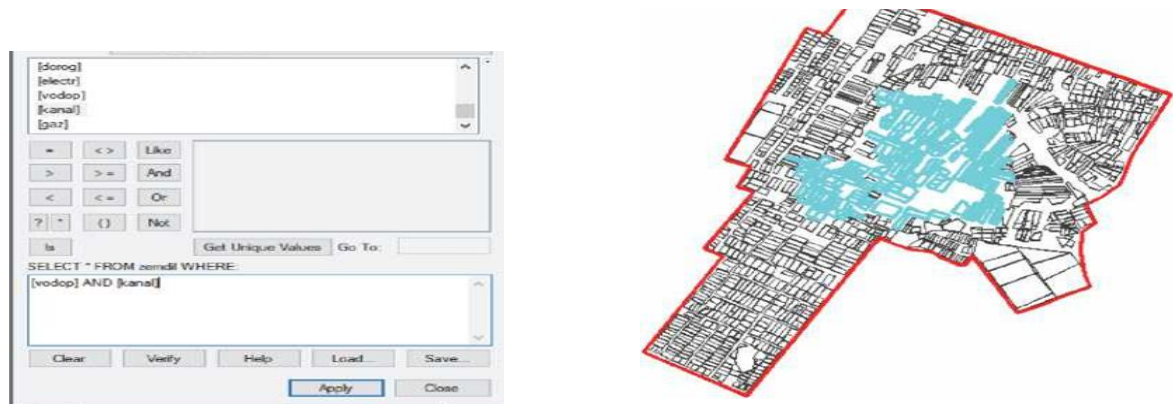 [dorog]
[electr]
[vodop]
[kanal]
[gaz]
= < > Like
> > = And
< < = Or
? * ( ) Not
Is Get Unique Values Go To:
SELECT * FROM zemdil WHERE:
[vodop] AND [kanal]
Clear Verify Help Load... Save...
Apply Close